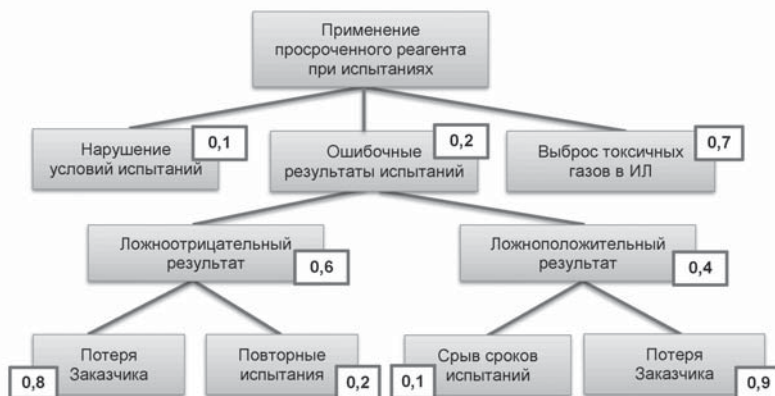 Применение
просроченного реагента
при испытаниях
Нарушение
условий испытаний
0,1
Ошибочные
результаты испытаний
0,2
Выброс токсичных
газов в ИЛ
0,7
Ложноотрицательный
результат
0,6
Ложноположительный
результат
0,4
Потеря
Заказчика
0,8
Повторные
испытания
0,2
Срыв сроков
испытаний
0,1
Потеря
Заказчика
0,9